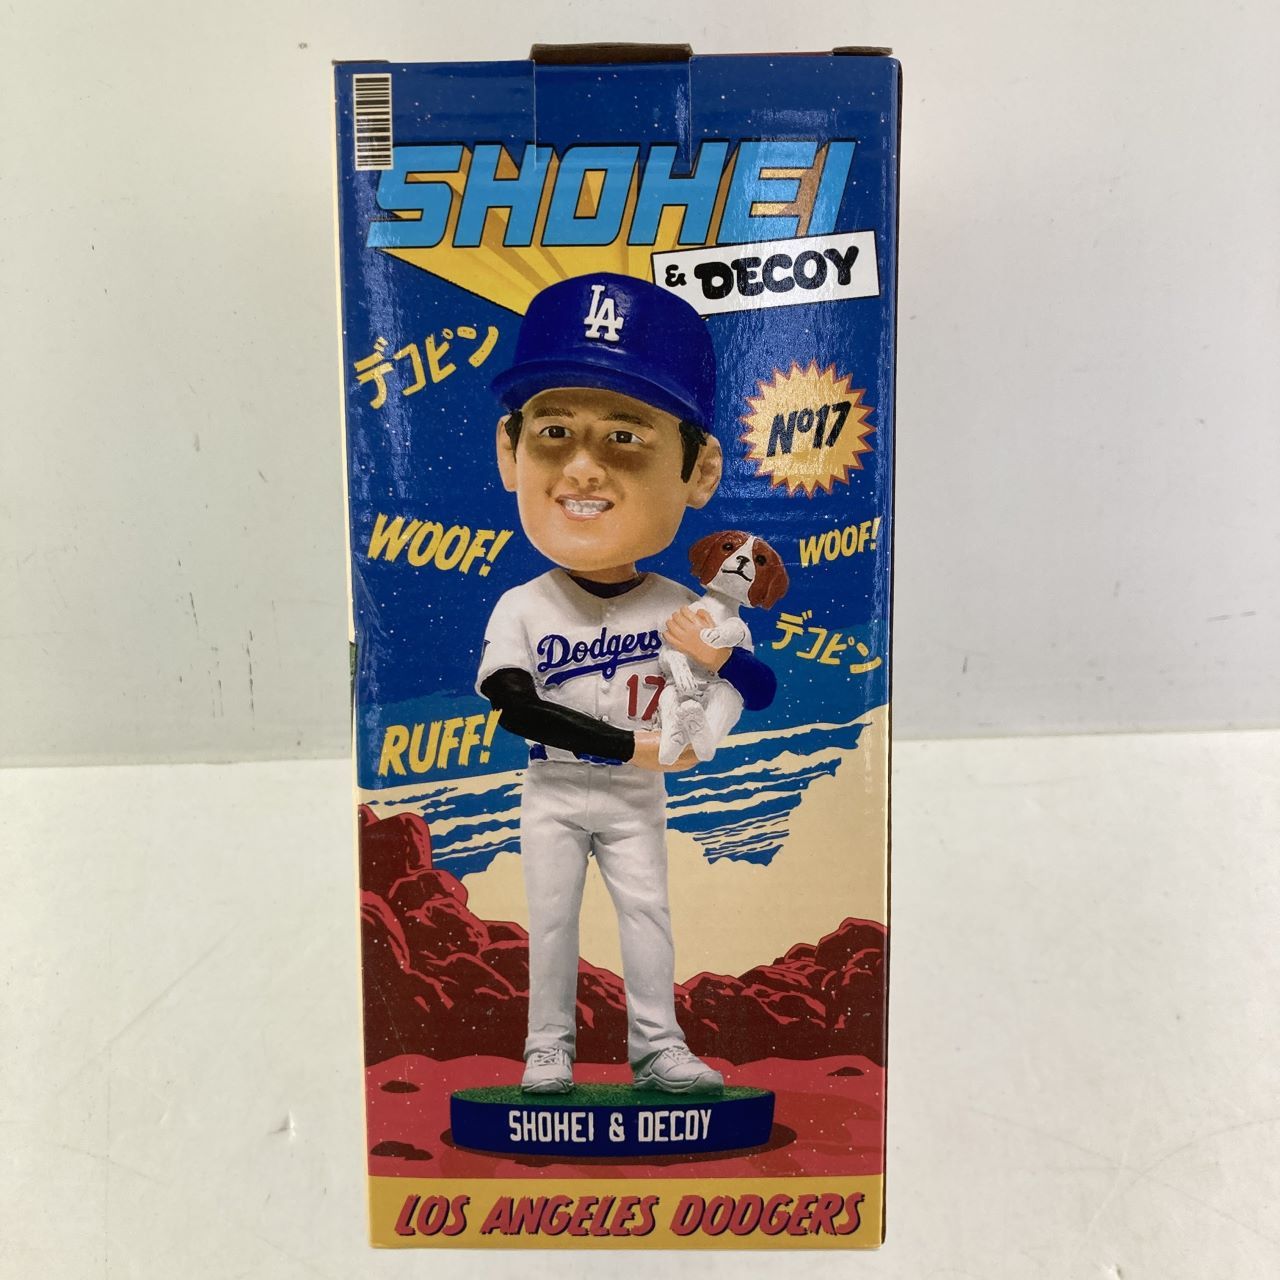 SHOHEI
& DECOY
LA
デコピン
Nº17
WOOF!
WOOF!
Dodgers
17
デコピン
RUFF!
SHOHEI & DECOY
LOS ANGELES DODGERS